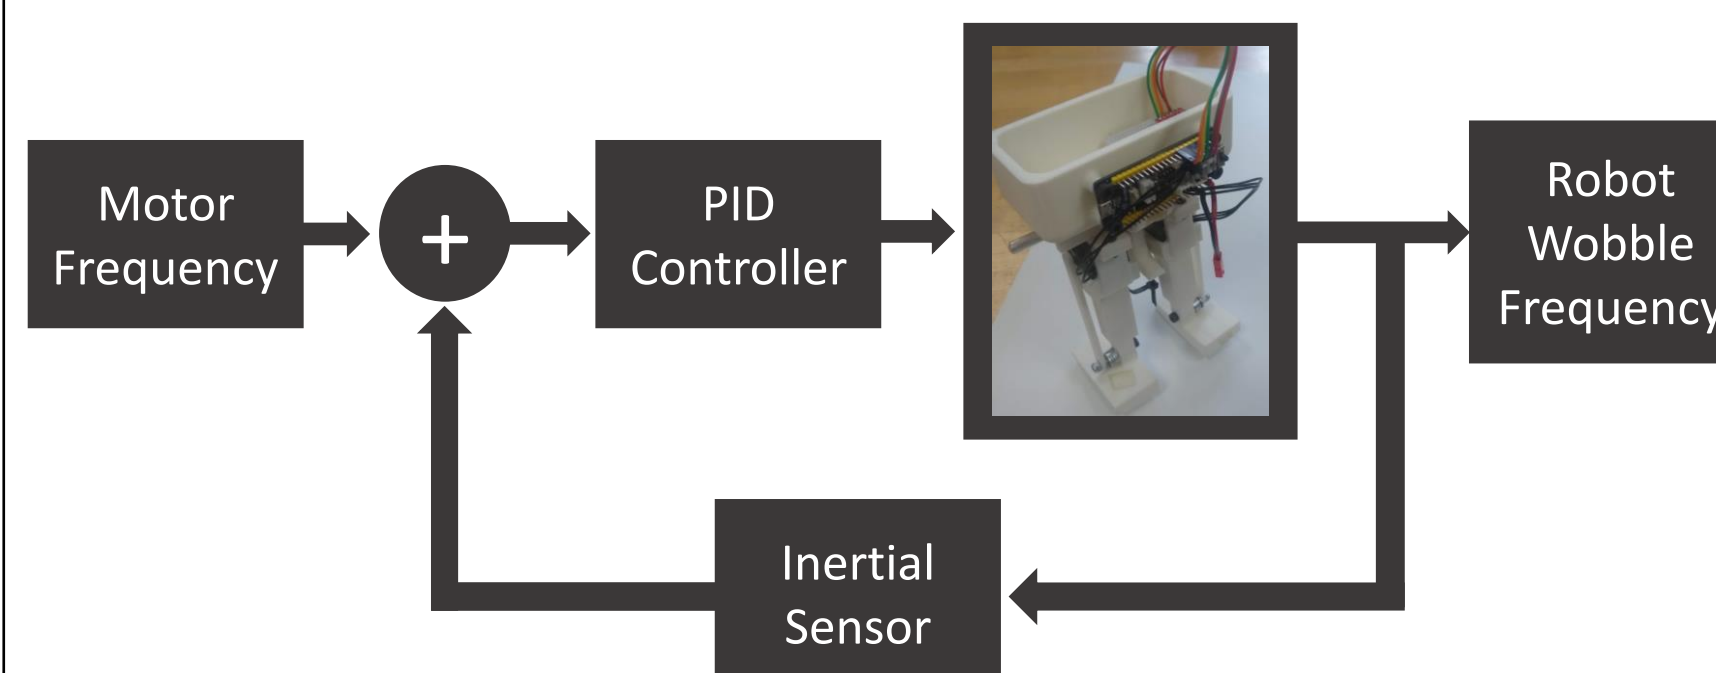 Motor
Frequency
+
PID
Controller
Robot
Wobble
Frequency
Inertial
Sensor